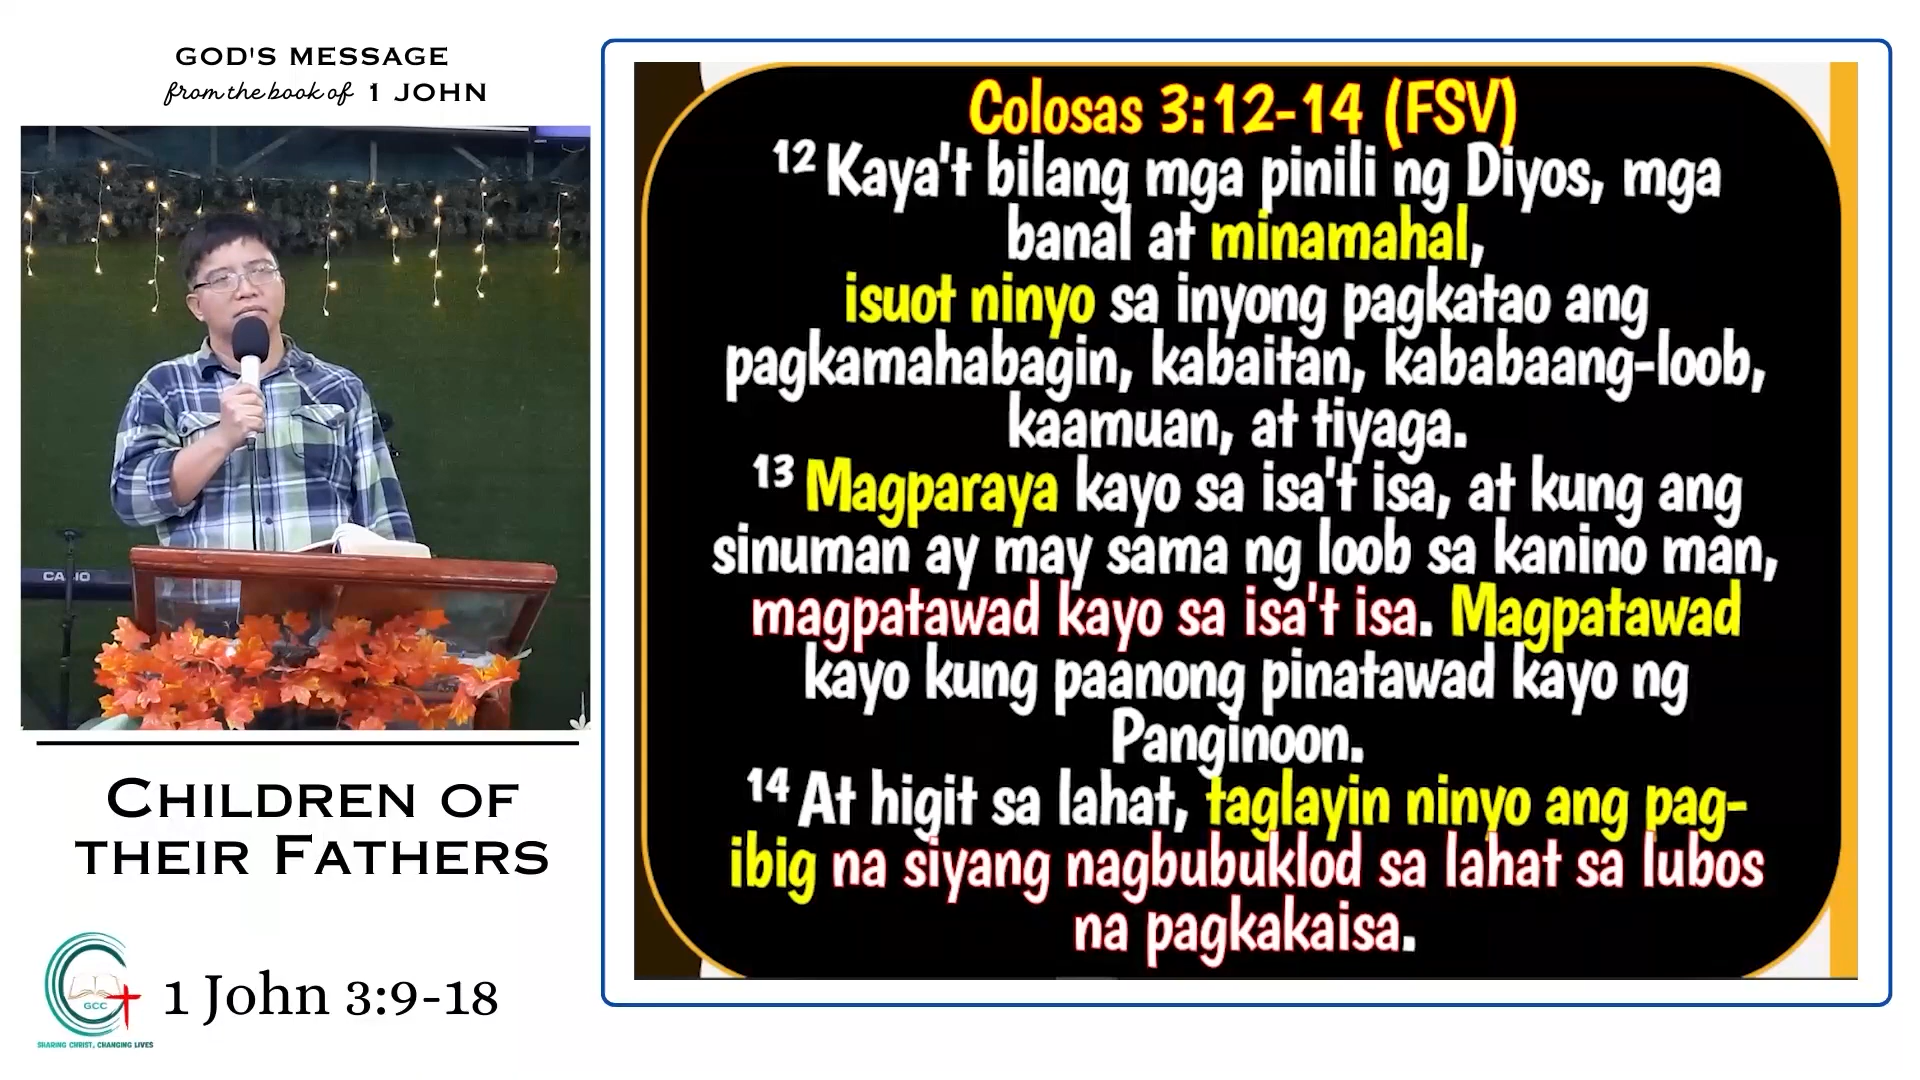 GOD'S MESSAGE
from the book of 1 JOHN
CASIO
CHILDREN OF
THEIR FATHERS
GCC
SHARING CHRIST, CHANGING LIVES
1 John 3:9-18
Colosas 3:12-14 (FSV)
12 Kaya't bilang mga pinili ng Diyos, mga
banal at minamahal,
isuot ninyo sa inyong pagkatao ang
pagkamahabagin, kabaitan, kababaang-loob,
kaamuan, at tiyaga.
13 Magparaya kayo sa isa't isa, at kung ang
sinuman ay may sama ng loob sa kanino man,
magpatawad kayo sa isa't isa. Magpatawad
kayo kung paanong pinatawad kayo ng
Panginoon.
14 At higit sa lahat, taglayin ninyo ang pag-
ibig na siyang nagbubuklod sa lahat sa lubos
na pagkakaisa.